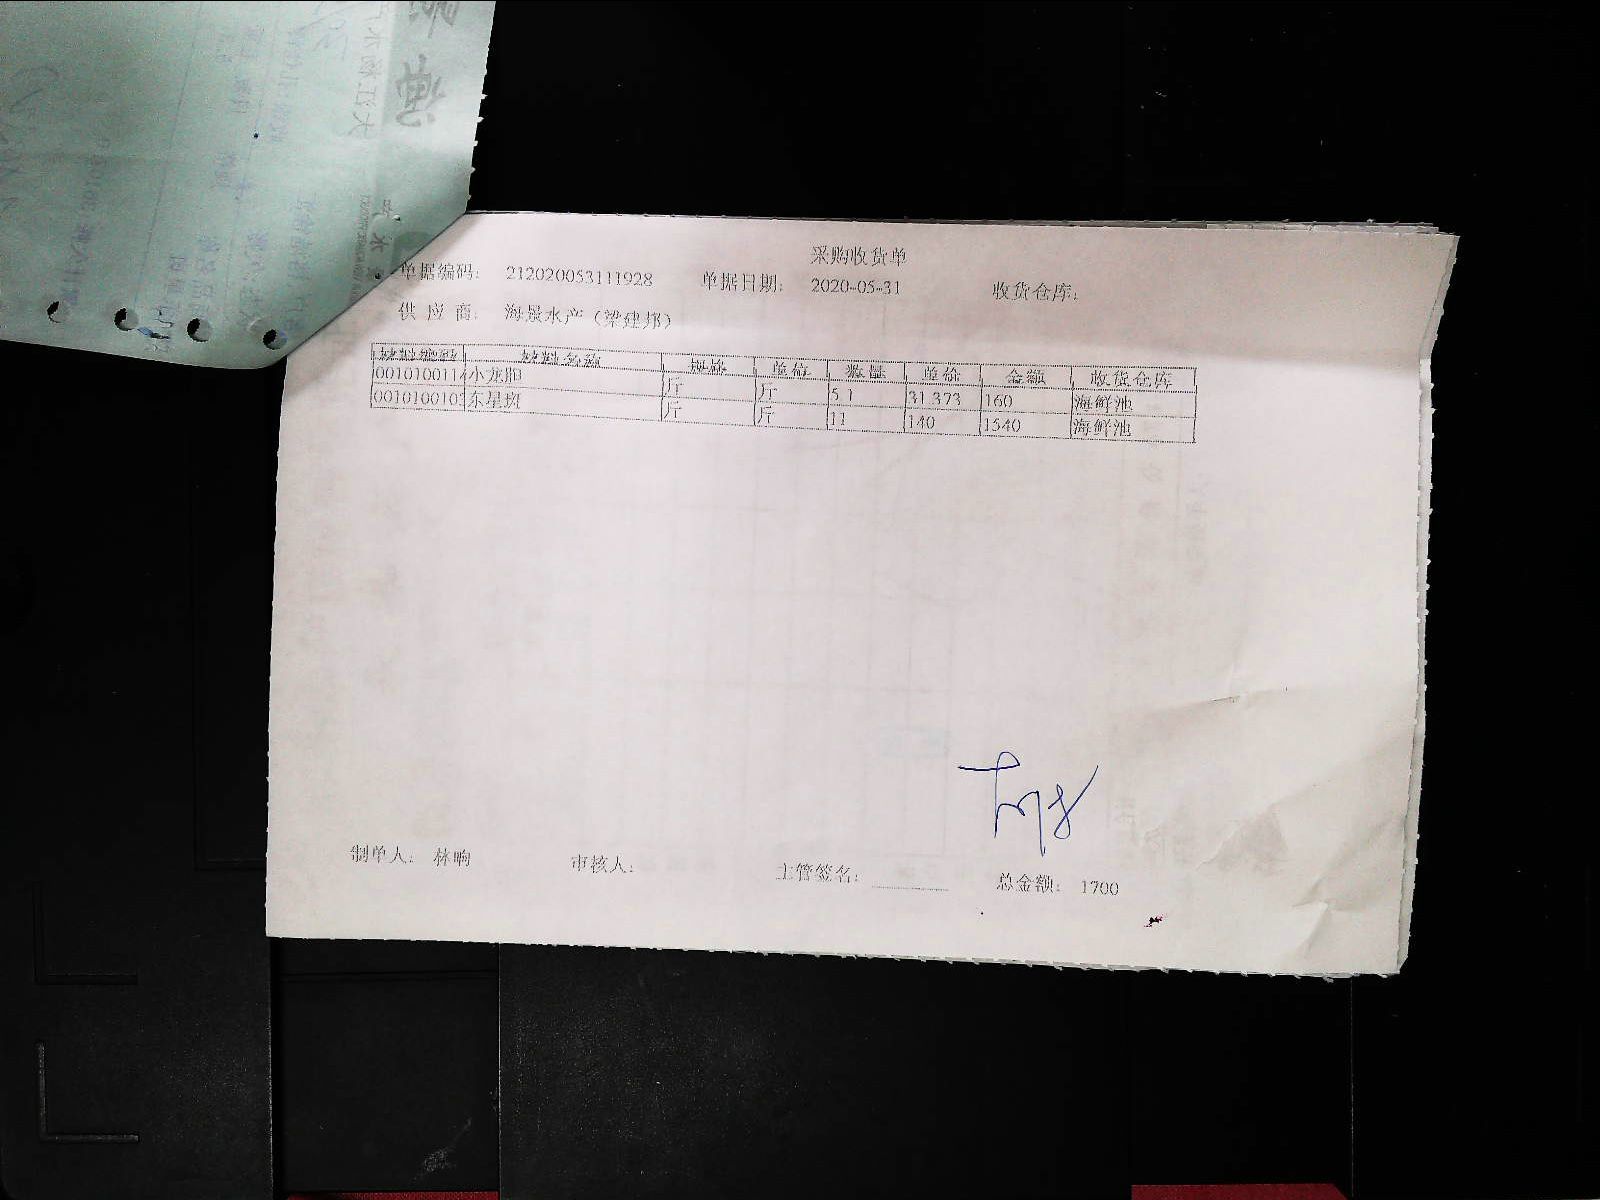 采购收货单
单据编码: 212020053111928 单据日期: 2020-05-31 收货仓库:
供 应 商: 海景水产（梁建邦）
材料编码 材料名称 规格 单位 数量 单价 金额 收货仓库
0010100114 小龙胆 斤 斤 5.1 31.373 160 海鲜池
001010010 东星斑 斤 斤 11 140 1540 海鲜池
制单人: 林晌 审核人: 主管签名: 总金额: 1700